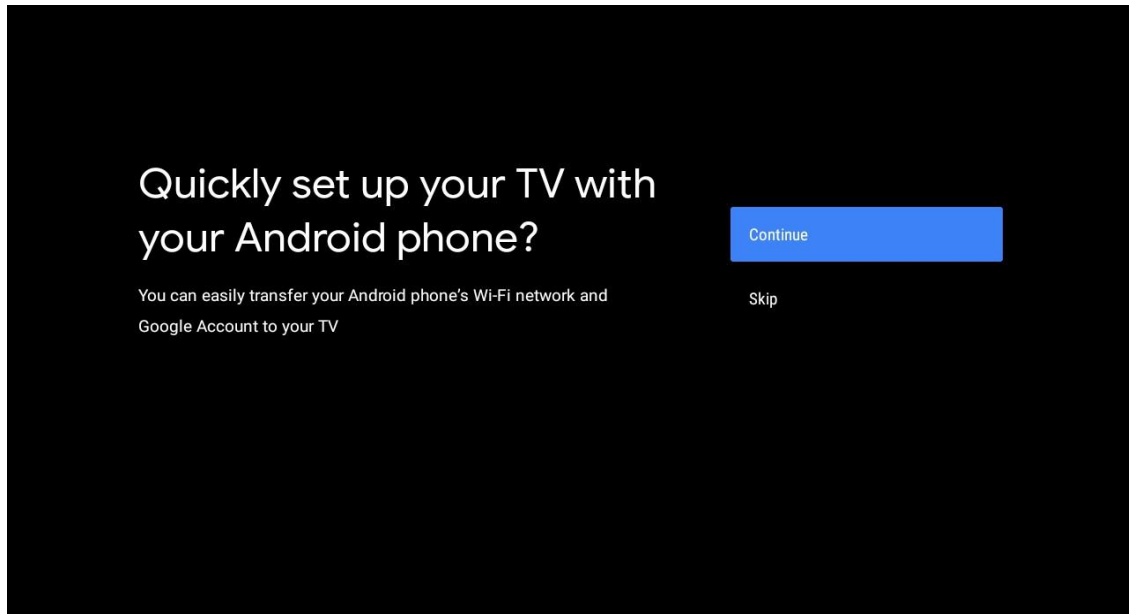 Quickly set up your TV with
your Android phone?
You can easily transfer your Android phone’s Wi-Fi network and
Google Account to your TV
Continue
Skip